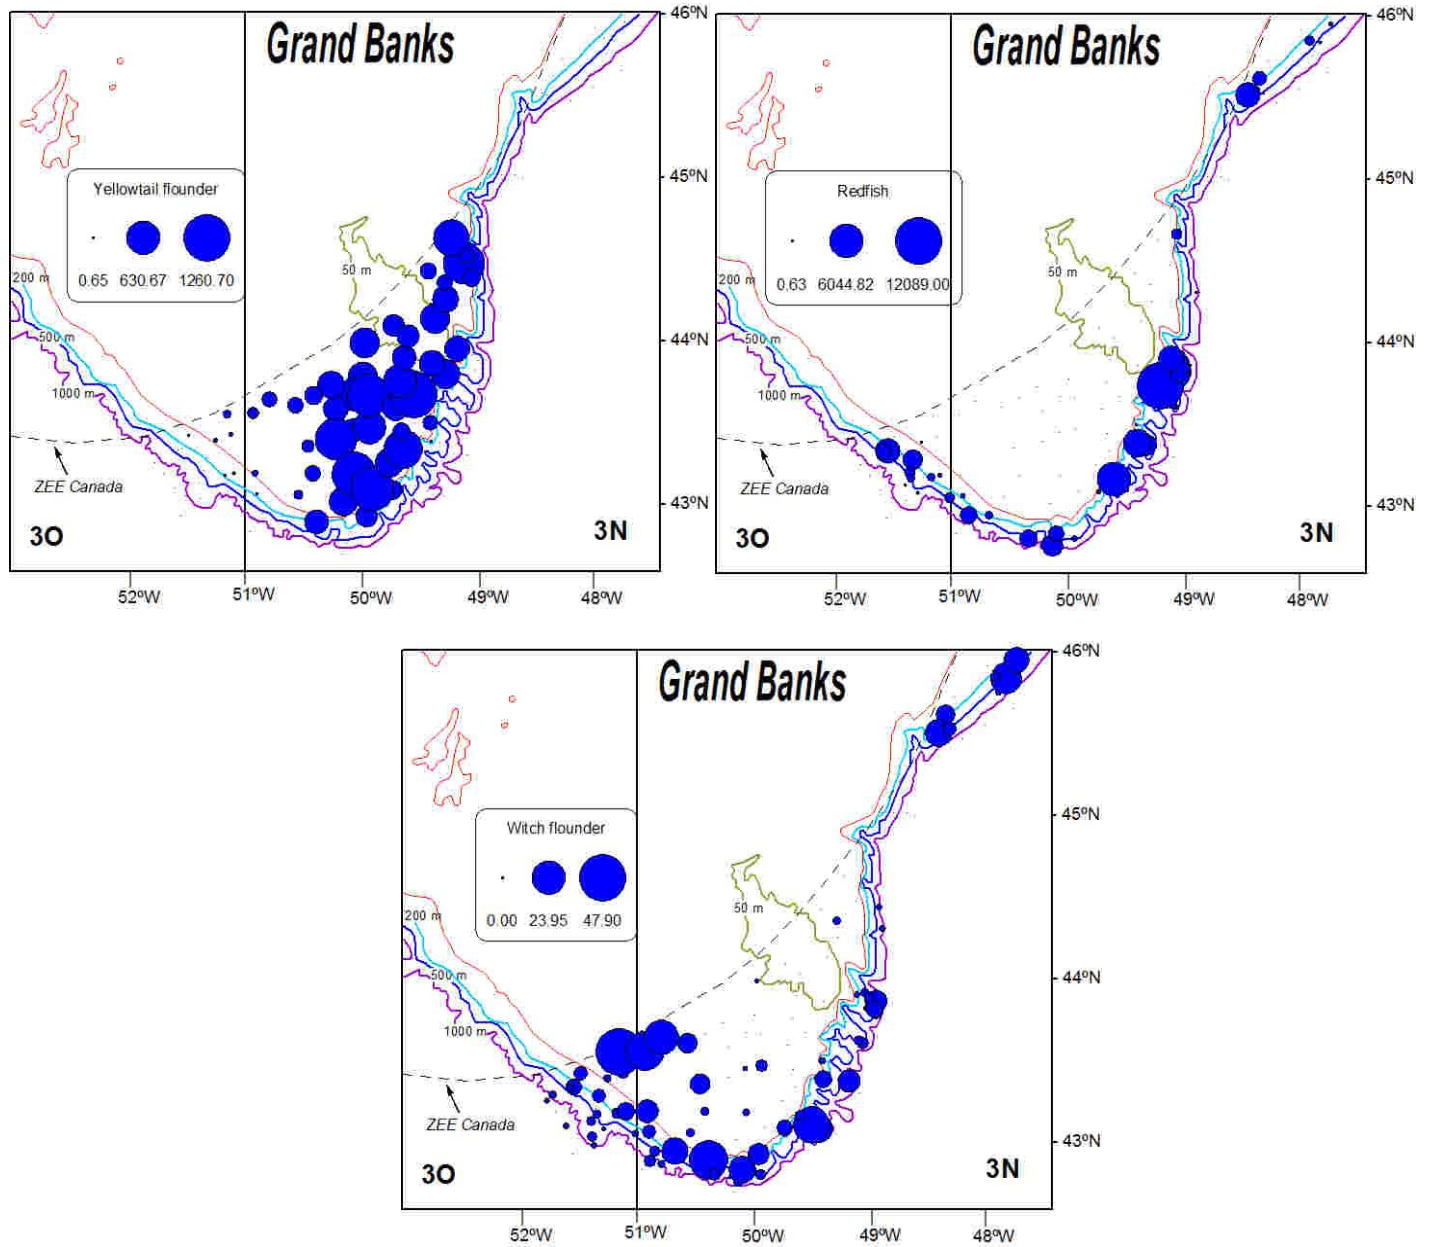 Grand Banks
46ºN
Yellowtail flounder
0.65 630.67 1260.70
45ºN
50 m
200 m
500 m
44ºN
1000 m
ZEE Canada
43ºN
3O
3N
52ºW 51ºW 50ºW 49ºW 48ºW
Grand Banks
46ºN
Redfish
0.63 6044.82 12089.00
45ºN
50 m
200 m
500 m
44ºN
1000 m
ZEE Canada
43ºN
3O
3N
52ºW 51ºW 50ºW 49ºW 48ºW
Grand Banks
46ºN
Witch flounder
0.00 23.95 47.90
45ºN
50 m
200 m
500 m
44ºN
1000 m
ZEE Canada
43ºN
3O
3N
52ºW 51ºW 50ºW 49ºW 48ºW